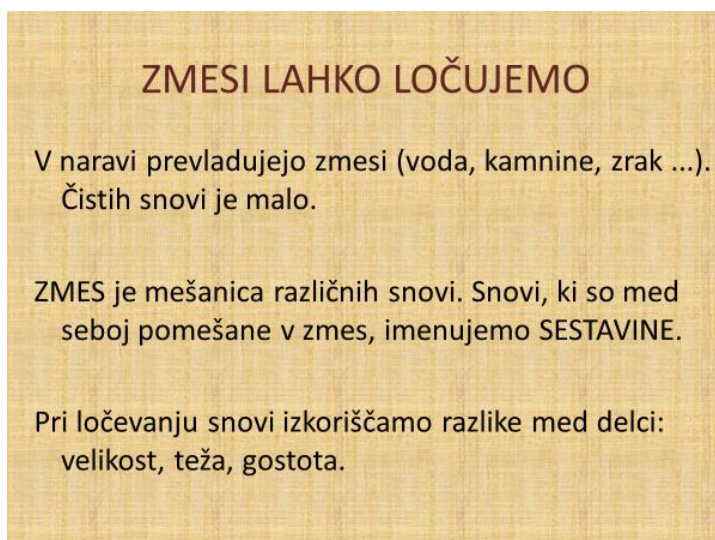 ZMESI LAHKO LOČUJEMO
V naravi prevladujejo zmesi (voda, kamnine, zrak ...).
Čistih snovi je malo.
ZMES je mešanica različnih snovi. Snovi, ki so med
seboj pomešane v zmes, imenujemo SESTAVINE.
Pri ločevanju snovi izkoriščamo razlike med delci:
velikost, teža, gostota.